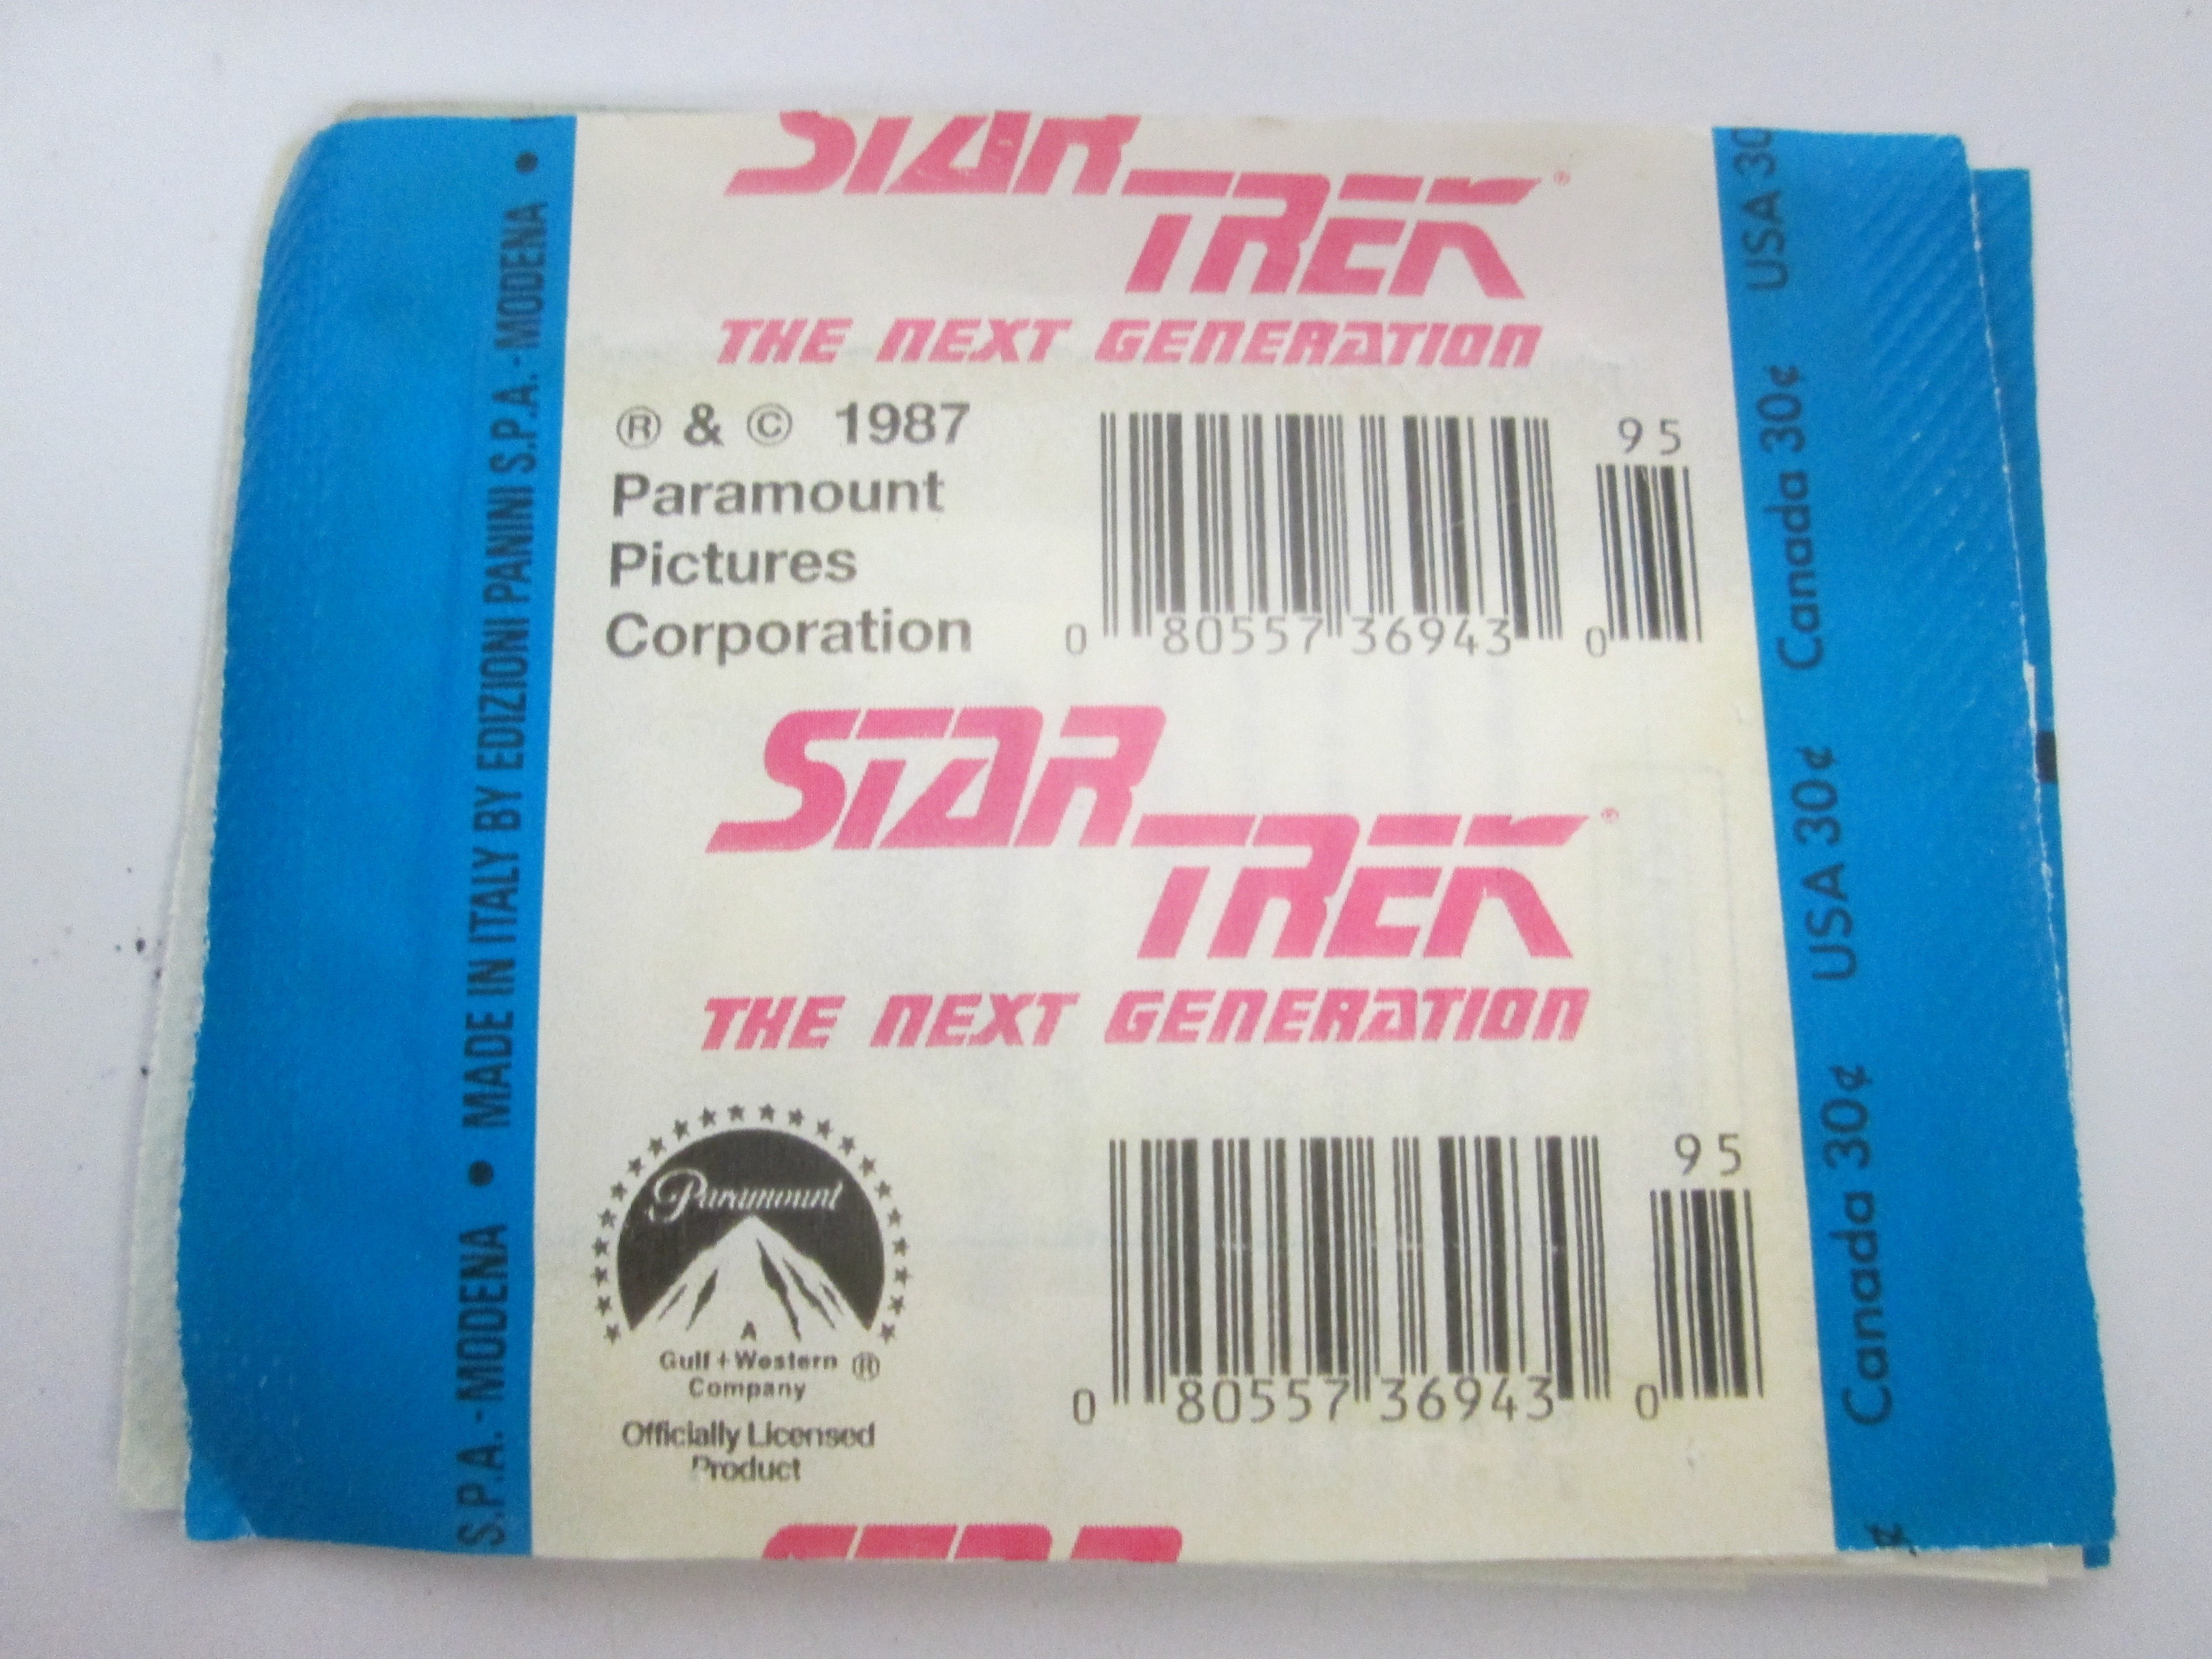 STAR
TREK®
THE NEXT GENERATION
® & © 1987
Paramount
Pictures
Corporation
95
0 80557 36943 0
STAR
TREK®
THE NEXT GENERATION
Paramount
A
Gulf + Western ®
Company
Officially Licensed
Product
95
0 80557 36943 0
STAR
S.P.A. - MODENA • MADE IN ITALY BY EDIZIONI PANINI S.P.A. - MODENA •
¢ Canada 30¢ USA 30¢ Canada 30¢ USA 30